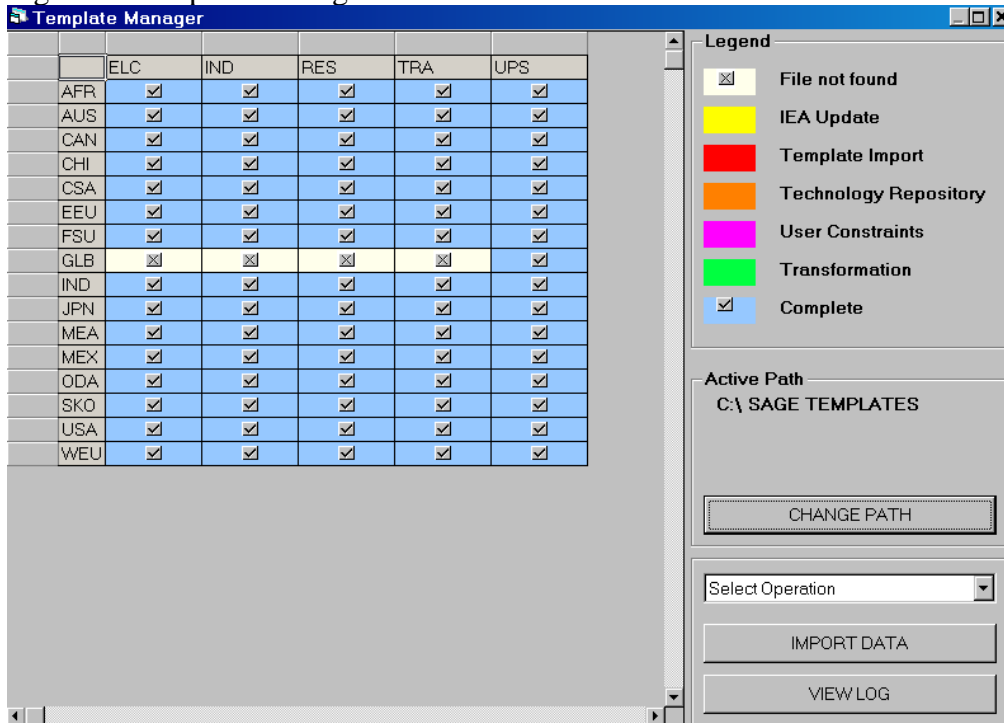 Template Manager
ELC IND RES TRA UPS
AFR
AUS
CAN
CHI
CSA
EEU
FSU
GLB
IND
JPN
MEA
MEX
ODA
SKO
USA
WEU
Legend
File not found
IEA Update
Template Import
Technology Repository
User Constraints
Transformation
Complete
Active Path
C:\ SAGE TEMPLATES
CHANGE PATH
Select Operation
IMPORT DATA
VIEW LOG